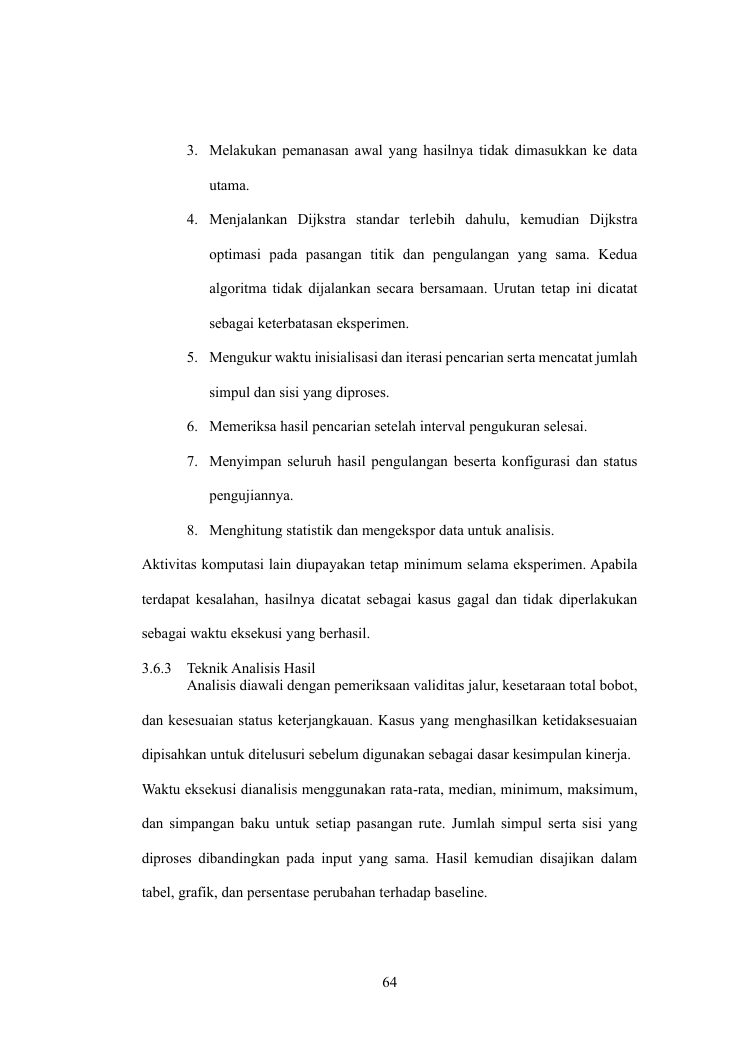 3. Melakukan pemanasan awal yang hasilnya tidak dimasukkan ke data
utama.
4. Menjalankan Dijkstra standar terlebih dahulu, kemudian Dijkstra
optimasi pada pasangan titik dan pengulangan yang sama. Kedua
algoritma tidak dijalankan secara bersamaan. Urutan tetap ini dicatat
sebagai keterbatasan eksperimen.
5. Mengukur waktu inisialisasi dan iterasi pencarian serta mencatat jumlah
simpul dan sisi yang diproses.
6. Memeriksa hasil pencarian setelah interval pengukuran selesai.
7. Menyimpan seluruh hasil pengulangan beserta konfigurasi dan status
pengujiannya.
8. Menghitung statistik dan mengekspor data untuk analisis.
Aktivitas komputasi lain diupayakan tetap minimum selama eksperimen. Apabila
terdapat kesalahan, hasilnya dicatat sebagai kasus gagal dan tidak diperlakukan
sebagai waktu eksekusi yang berhasil.
3.6.3 Teknik Analisis Hasil
Analisis diawali dengan pemeriksaan validitas jalur, kesetaraan total bobot,
dan kesesuaian status keterjangkauan. Kasus yang menghasilkan ketidaksesuaian
dipisahkan untuk ditelusuri sebelum digunakan sebagai dasar kesimpulan kinerja.
Waktu eksekusi dianalisis menggunakan rata-rata, median, minimum, maksimum,
dan simpangan baku untuk setiap pasangan rute. Jumlah simpul serta sisi yang
diproses dibandingkan pada input yang sama. Hasil kemudian disajikan dalam
tabel, grafik, dan persentase perubahan terhadap baseline.
64